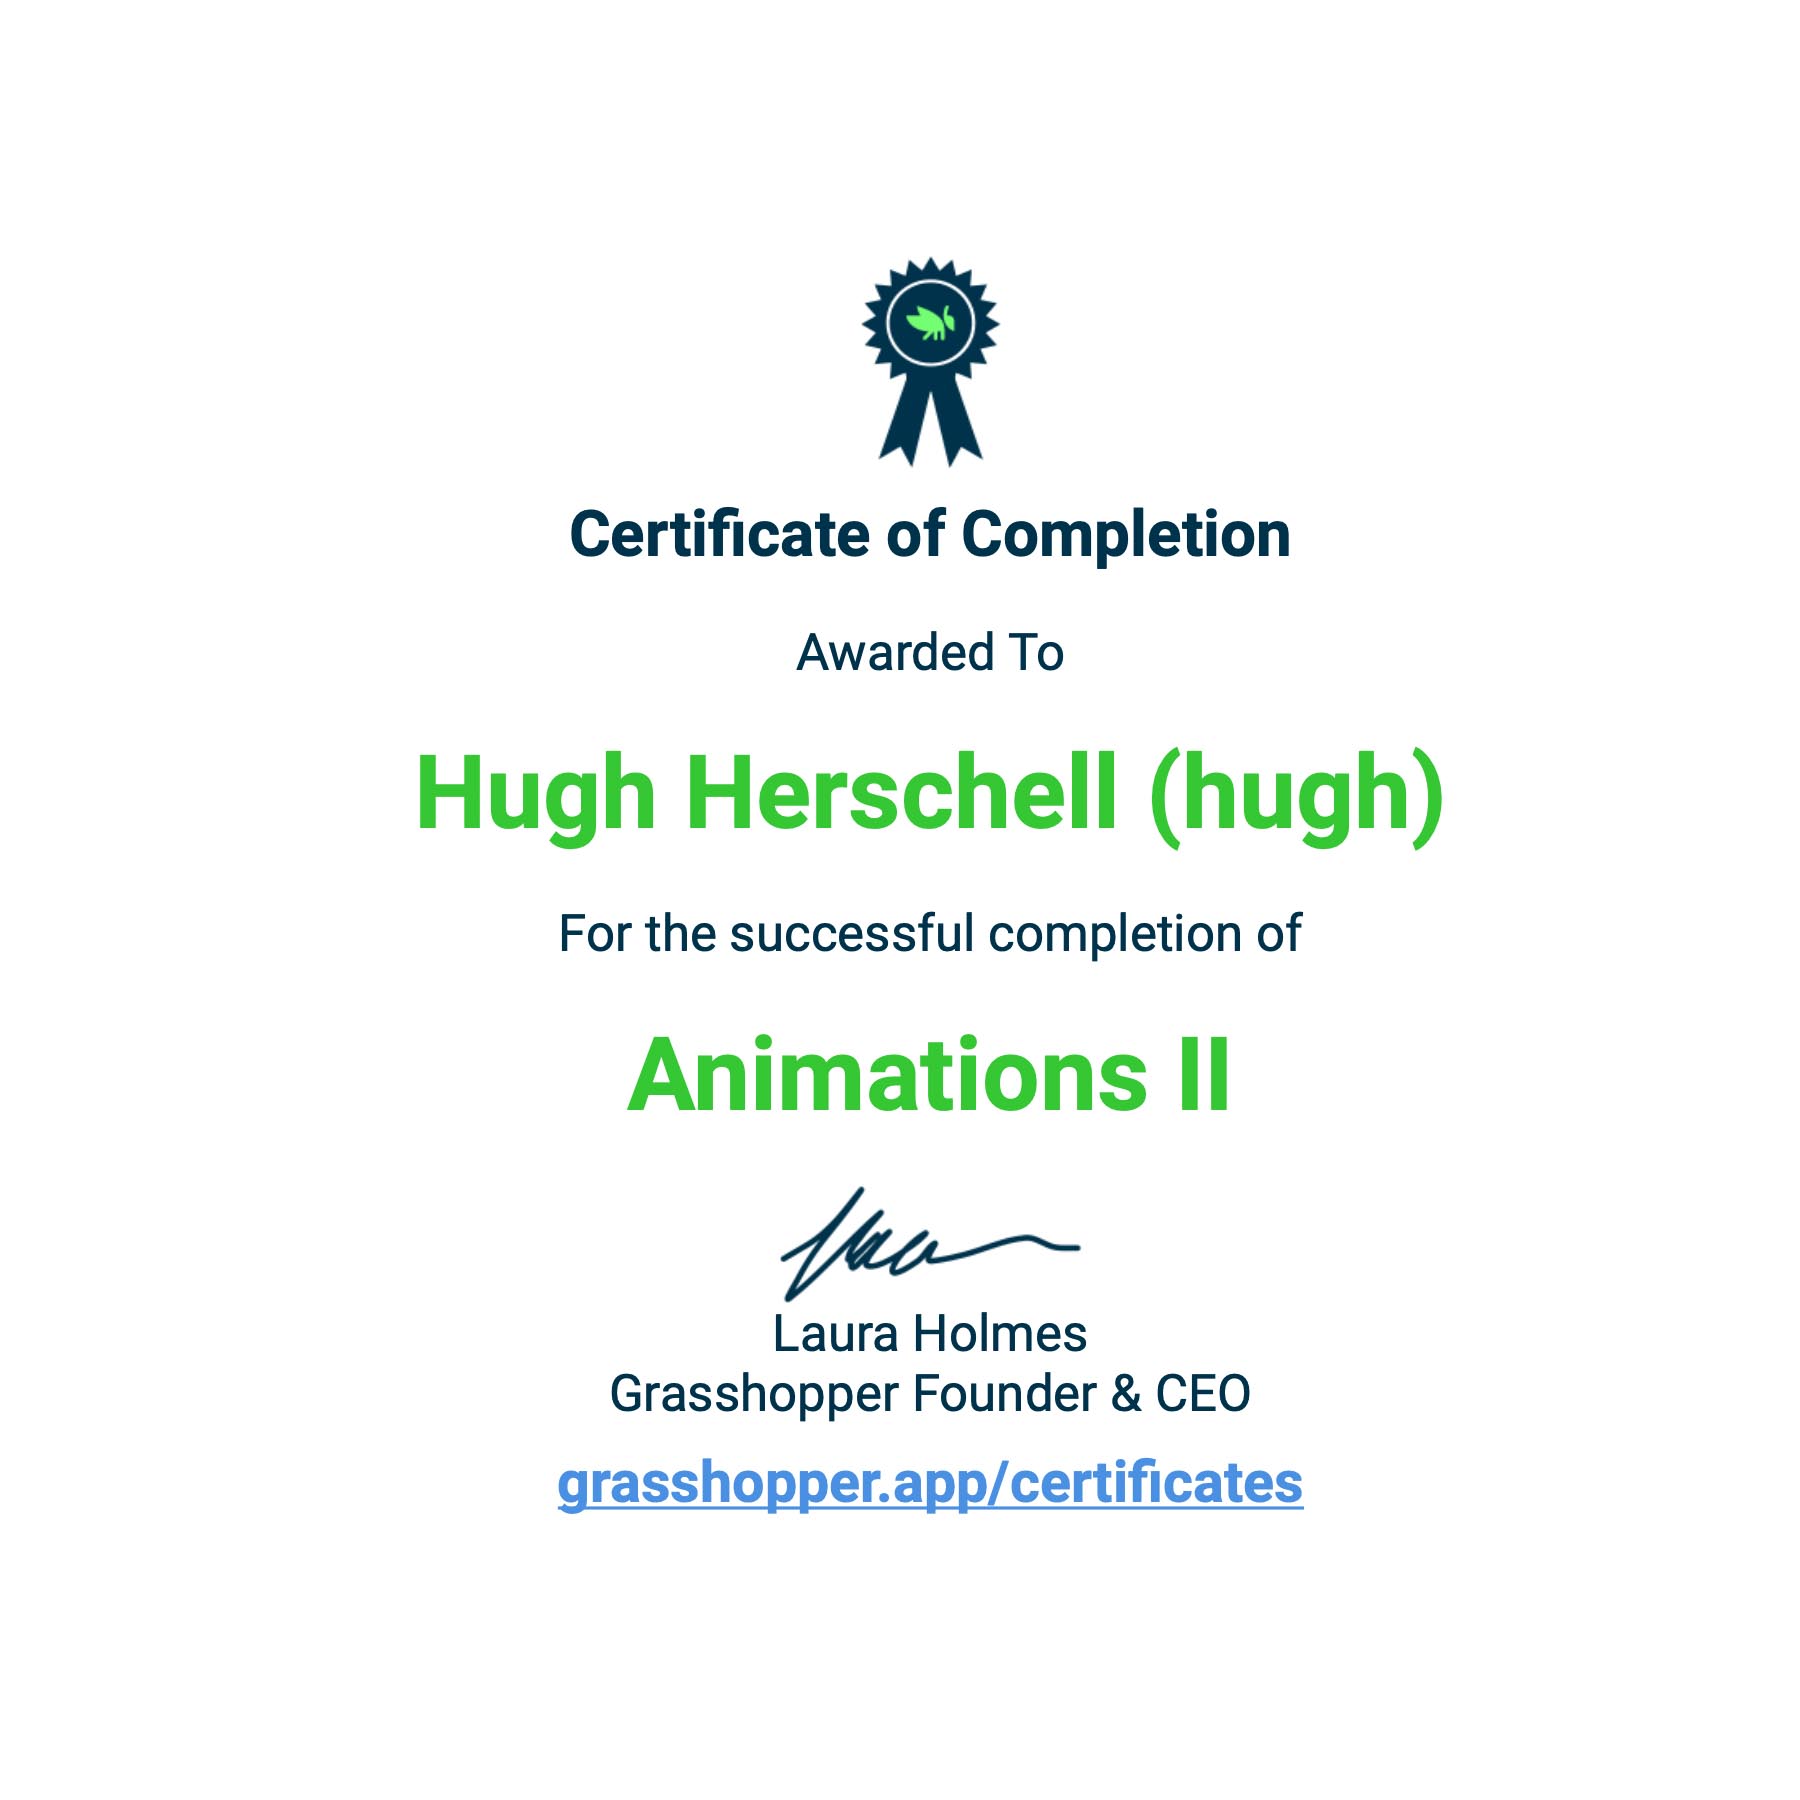 Certificate of Completion
Awarded To
Hugh Herschell (hugh)
For the successful completion of
Animations II
Laura Holmes
Grasshopper Founder & CEO
grasshopper.app/certificates